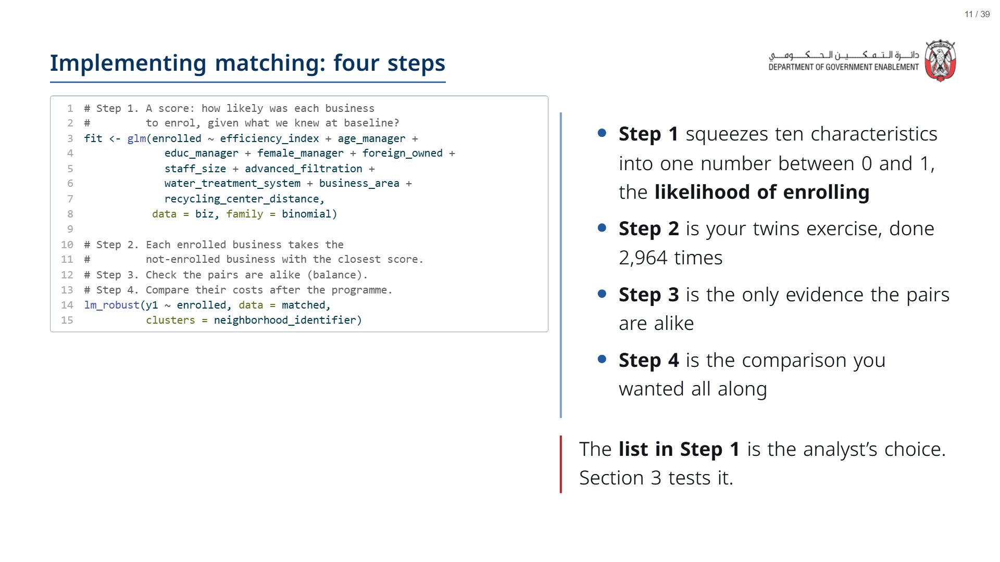 11 / 39
Implementing matching: four steps
دائـــرة الـتـمـكـــيـن الـحـكـــومـي
DEPARTMENT OF GOVERNMENT ENABLEMENT
1 # Step 1. A score: how likely was each business
2 #         to enrol, given what we knew at baseline?
3 fit <- glm(enrolled ~ efficiency_index + age_manager +
4              educ_manager + female_manager + foreign_owned +
5              staff_size + advanced_filtration +
6              water_treatment_system + business_area +
7              recycling_center_distance,
8            data = biz, family = binomial)
9
10 # Step 2. Each enrolled business takes the
11 #         not-enrolled business with the closest score.
12 # Step 3. Check the pairs are alike (balance).
13 # Step 4. Compare their costs after the programme.
14 lm_robust(y1 ~ enrolled, data = matched,
15           clusters = neighborhood_identifier)
• Step 1 squeezes ten characteristics
into one number between 0 and 1,
the likelihood of enrolling
• Step 2 is your twins exercise, done
2,964 times
• Step 3 is the only evidence the pairs
are alike
• Step 4 is the comparison you
wanted all along
The list in Step 1 is the analyst’s choice.
Section 3 tests it.